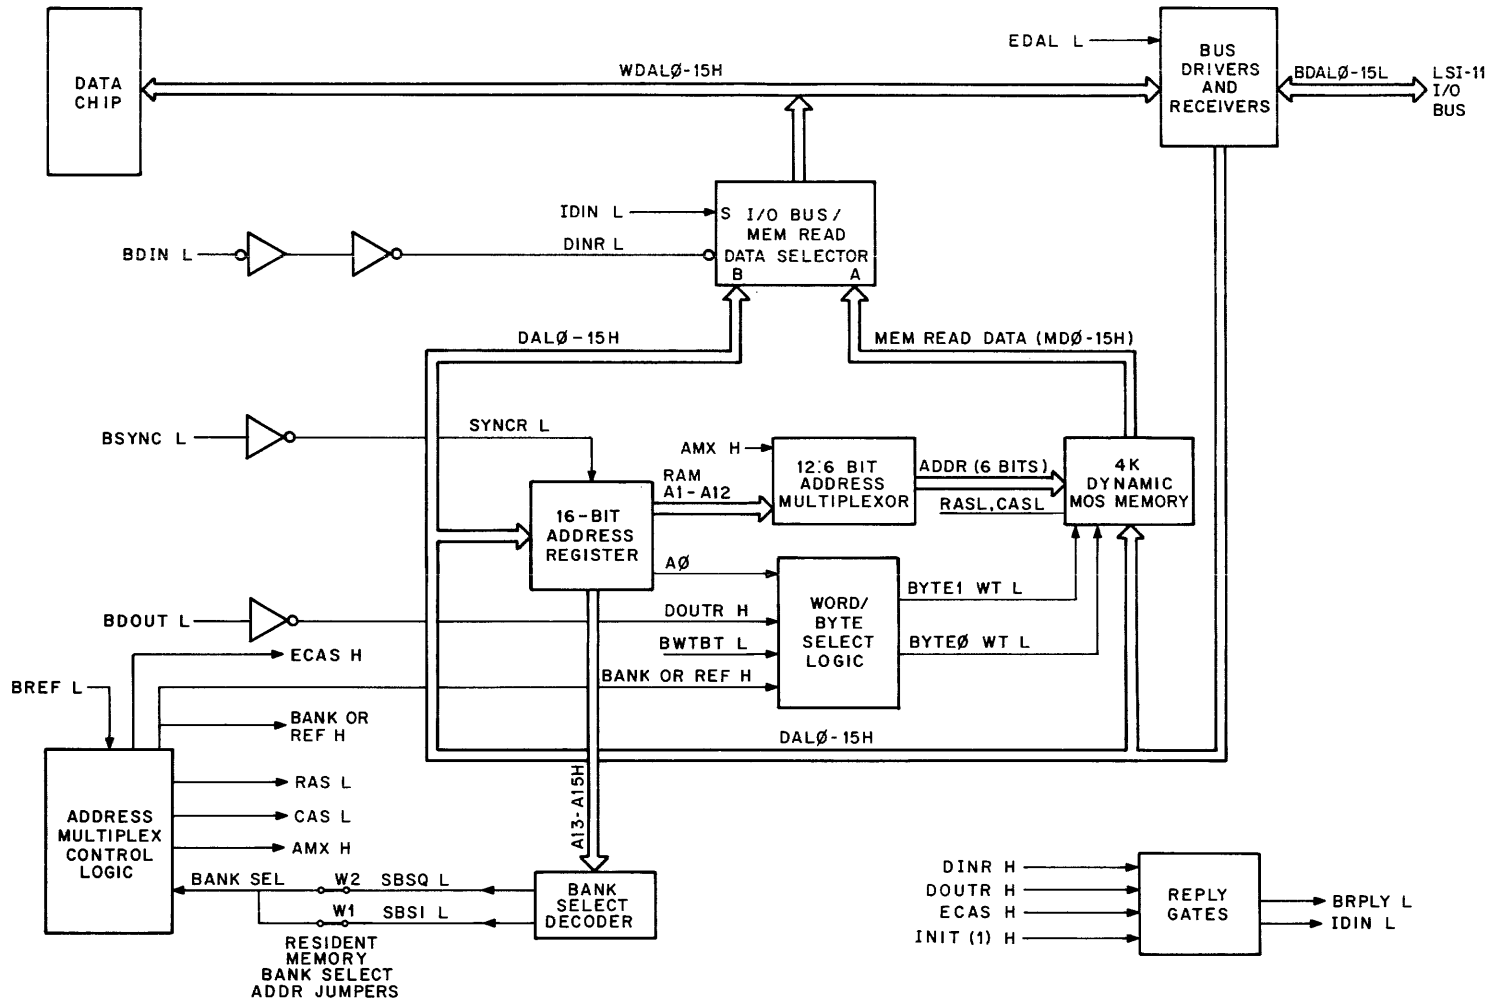 DATA
CHIP
WDALØ-15H
EDAL L
BUS
DRIVERS
AND
RECEIVERS
BDALØ-15L
LSI-11
I/O
BUS
IDIN L
S I/O BUS/
MEM READ
DATA SELECTOR
B A
BDIN L
DINR L
DALØ-15H
MEM READ DATA (MDØ-15H)
BSYNC L
SYNCR L
AMX H
12:6 BIT
ADDRESS
MULTIPLEXOR
ADDR (6 BITS)
RASL, CASL
4K
DYNAMIC
MOS MEMORY
RAM
A1-A12
16-BIT
ADDRESS
REGISTER
AØ
BDOUT L
DOUTR H
BWTBT L
BANK OR REF H
WORD/
BYTE
SELECT
LOGIC
BYTE1 WT L
BYTEØ WT L
ECAS H
BREF L
BANK OR
REF H
DALØ-15H
A13-A15H
ADDRESS
MULTIPLEX
CONTROL
LOGIC
RAS L
CAS L
AMX H
BANK SEL
W2
SBSQ L
W1
SBSI L
BANK
SELECT
DECODER
RESIDENT
MEMORY
BANK SELECT
ADDR JUMPERS
DINR H
DOUTR H
ECAS H
INIT (1) H
REPLY
GATES
BRPLY L
IDIN L